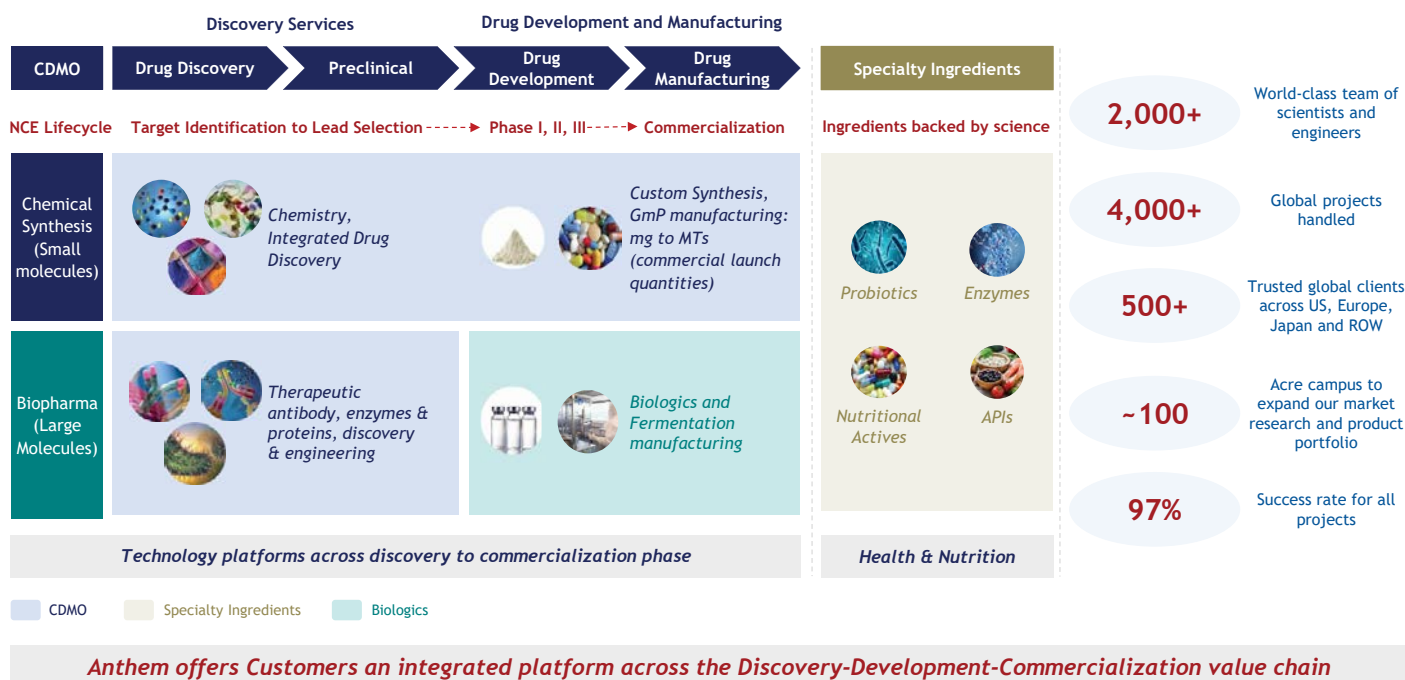 Discovery Services
Drug Development and Manufacturing
CDMO
Drug Discovery
Preclinical
Drug
Development
Drug
Manufacturing
Specialty Ingredients
NCE Lifecycle
Target Identification to Lead Selection
Phase I, II, III
Commercialization
Ingredients backed by science
Chemical
Synthesis
(Small
molecules)
Chemistry,
Integrated Drug
Discovery
Custom Synthesis,
GmP manufacturing:
mg to MTs
(commercial launch
quantities)
Biopharma
(Large
Molecules)
Therapeutic
antibody, enzymes &
proteins, discovery
& engineering
Biologics and
Fermentation
manufacturing
Probiotics
Enzymes
Nutritional
Actives
APIs
Technology platforms across discovery to commercialization phase
Health & Nutrition
2,000+
World-class team of
scientists and
engineers
4,000+
Global projects
handled
500+
Trusted global clients
across US, Europe,
Japan and ROW
~100
Acre campus to
expand our market
research and product
portfolio
97%
Success rate for all
projects
CDMO
Specialty Ingredients
Biologics
Anthem offers Customers an integrated platform across the Discovery-Development-Commercialization value chain